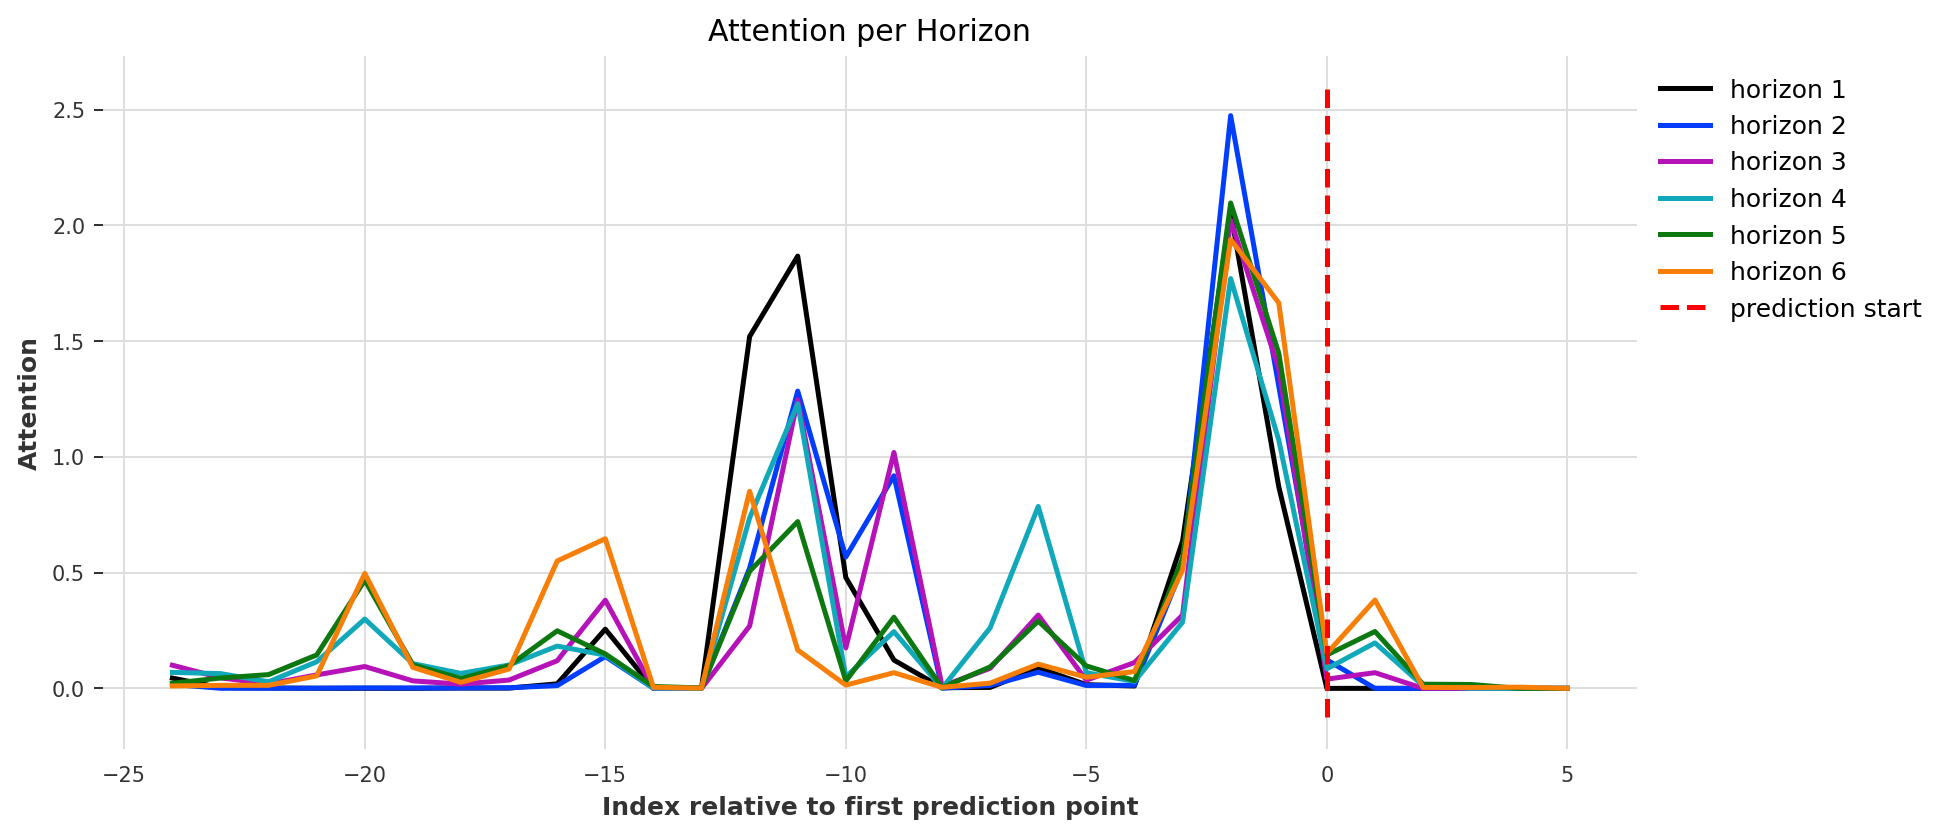 Attention per Horizon
Attention
2.5
2.0
1.5
1.0
0.5
0.0
−25
−20
−15
−10
−5
0
5
Index relative to first prediction point
horizon 1
horizon 2
horizon 3
horizon 4
horizon 5
horizon 6
prediction start